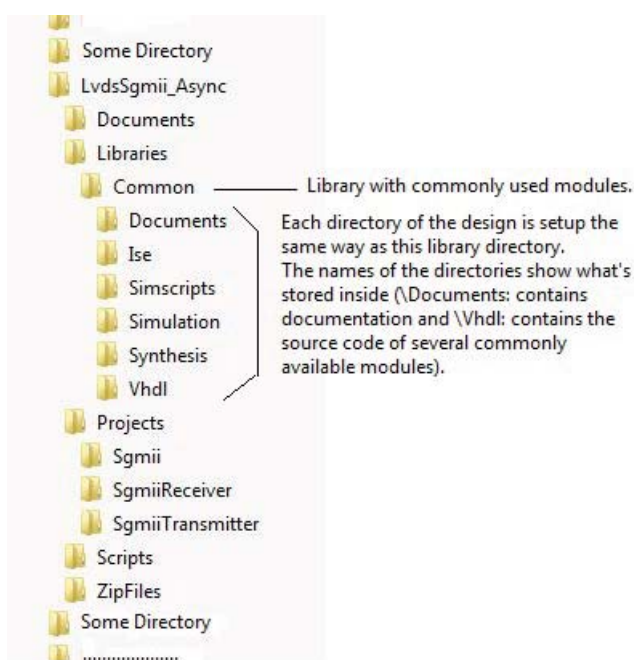 Some Directory
LvdsSgmii_Async
Documents
Libraries
Common
Library with commonly used modules.
Documents
Ise
Simscripts
Simulation
Synthesis
Vhdl
Each directory of the design is setup the
same way as this library directory.
The names of the directories show what's
stored inside (\Documents: contains
documentation and \Vhdl: contains the
source code of several commonly
available modules).
Projects
Sgmii
SgmiiReceiver
SgmiiTransmitter
Scripts
ZipFiles
Some Directory